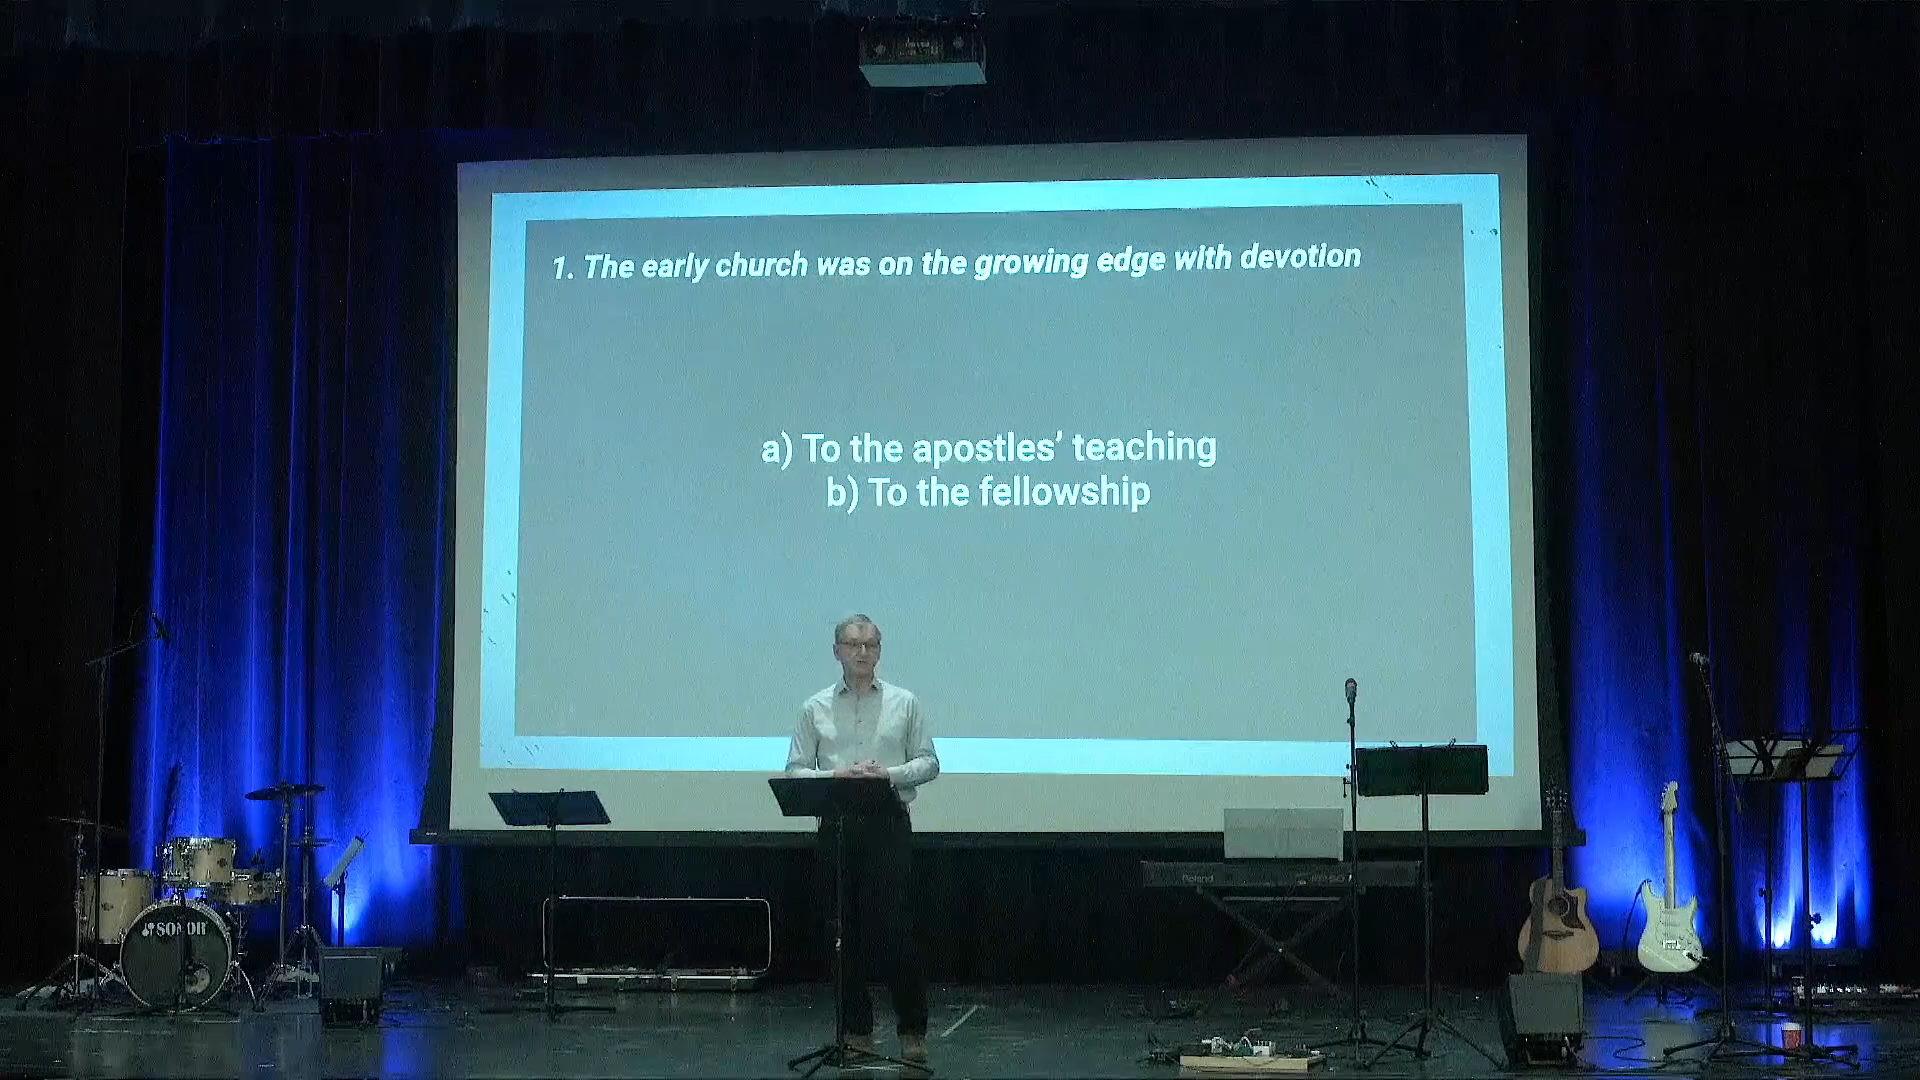 1. The early church was on the growing edge with devotion
a) To the apostles’ teaching
b) To the fellowship
Roland
SONOR